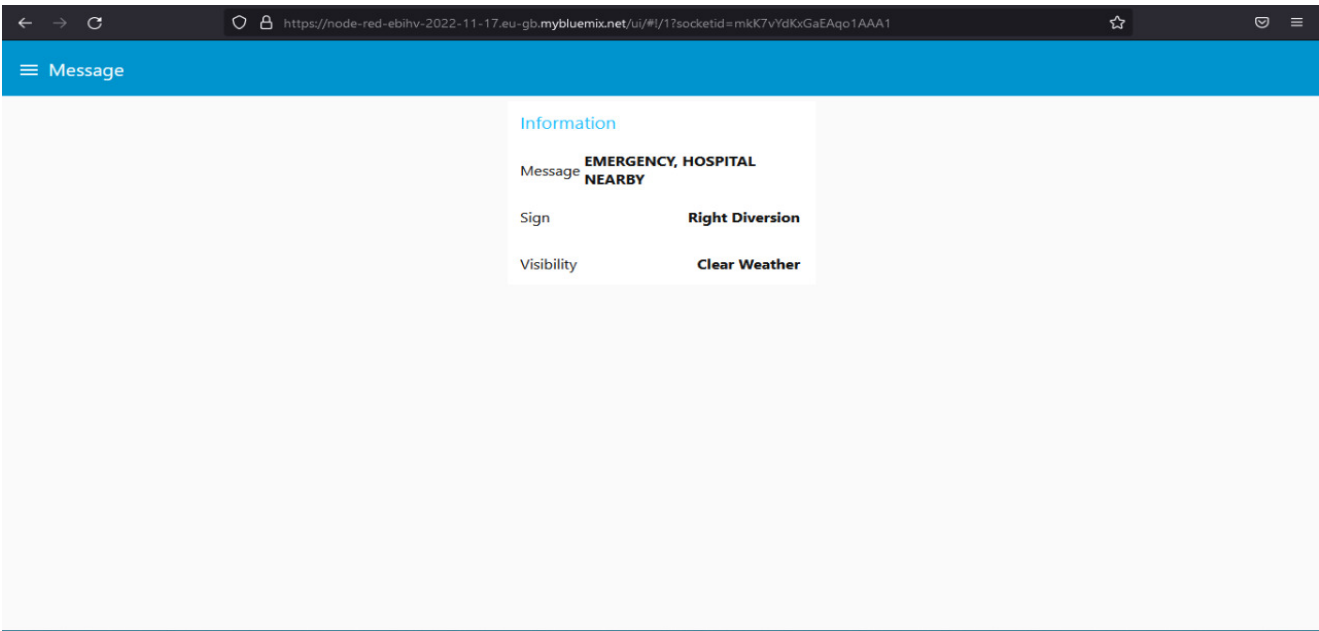 https://node-red-ebihv-2022-11-17.eu-gb.mybluemix.net/ui/#!/1?socketid=mkK7vYdKxGaEAqo1AAA1
Message
Information
Message EMERGENCY, HOSPITAL
NEARBY
Sign Right Diversion
Visibility Clear Weather